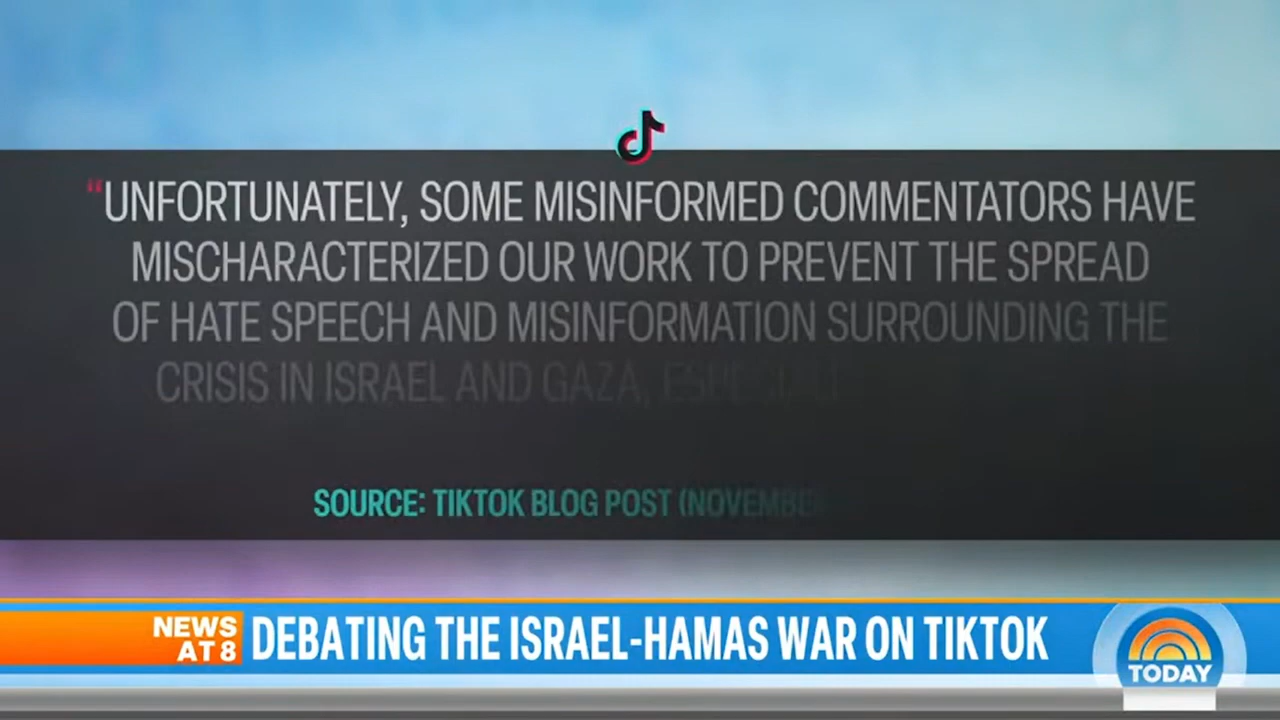 “UNFORTUNATELY, SOME MISINFORMED COMMENTATORS HAVE
MISCHARACTERIZED OUR WORK TO PREVENT THE SPREAD
OF HATE SPEECH AND MISINFORMATION SURROUNDING THE
CRISIS IN ISRAEL AND GAZA,
SOURCE: TIKTOK BLOG POST (NOVEMBER
NEWS
AT 8
DEBATING THE ISRAEL-HAMAS WAR ON TIKTOK
TODAY